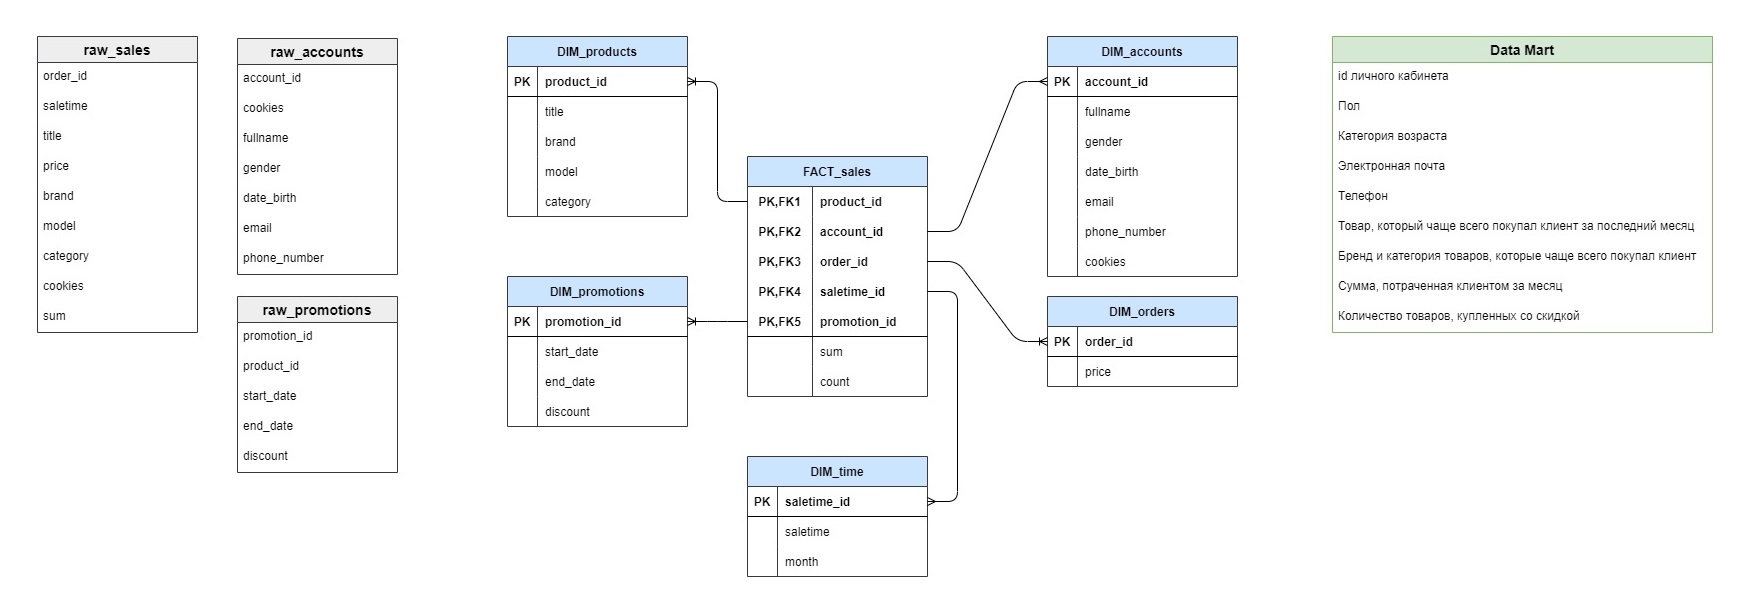 raw_sales
order_id
saletime
title
price
brand
model
category
cookies
sum
raw_accounts
account_id
cookies
fullname
gender
date_birth
email
phone_number
raw_promotions
promotion_id
product_id
start_date
end_date
discount
DIM_products
PK product_id
title
brand
model
category
DIM_promotions
PK promotion_id
start_date
end_date
discount
FACT_sales
PK,FK1 product_id
PK,FK2 account_id
PK,FK3 order_id
PK,FK4 saletime_id
PK,FK5 promotion_id
sum
count
DIM_time
PK saletime_id
saletime
month
DIM_accounts
PK account_id
fullname
gender
date_birth
email
phone_number
cookies
DIM_orders
PK order_id
price
Data Mart
id личного кабинета
Пол
Категория возраста
Электронная почта
Телефон
Товар, который чаще всего покупал клиент за последний месяц
Бренд и категория товаров, которые чаще всего покупал клиент
Сумма, потраченная клиентом за месяц
Количество товаров, купленных со скидкой